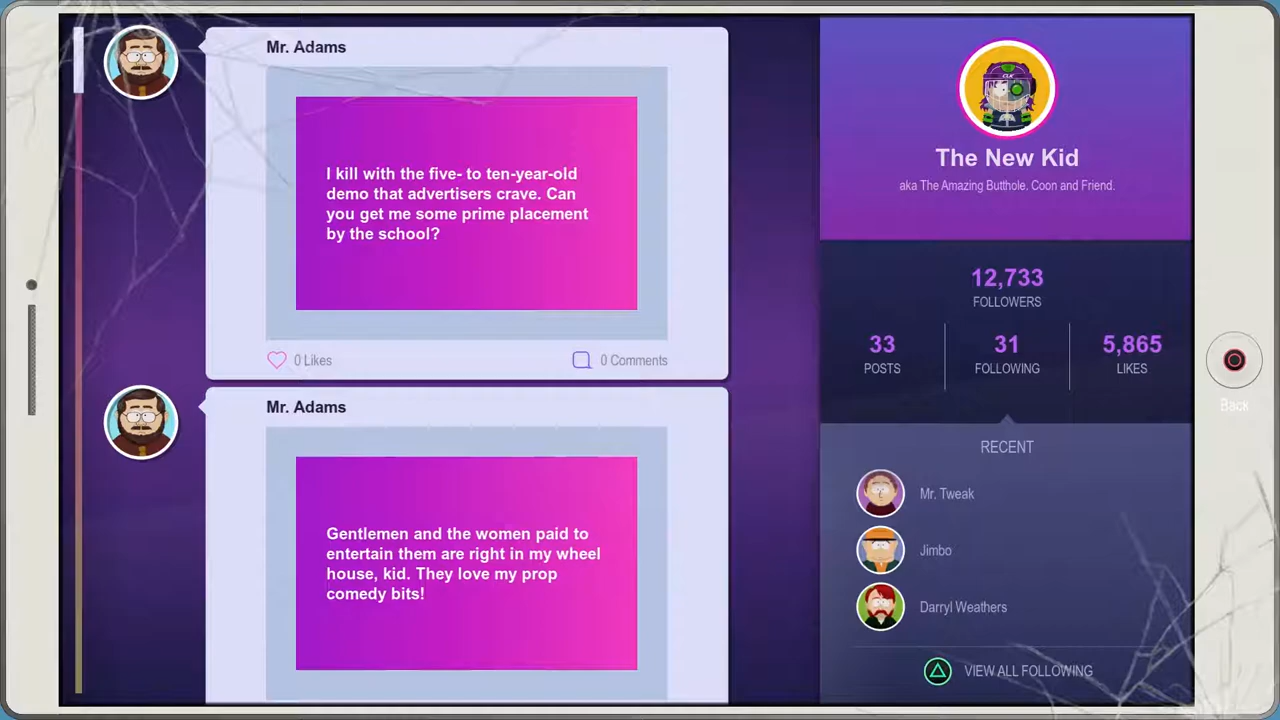 Mr. Adams
I kill with the five- to ten-year-old
demo that advertisers crave. Can
you get me some prime placement
by the school?
0 Likes
0 Comments
Mr. Adams
Gentlemen and the women paid to
entertain them are right in my wheel
house, kid. They love my prop
comedy bits!
CLK
The New Kid
aka The Amazing Butthole. Coon and Friend.
12,733
FOLLOWERS
33
POSTS
31
FOLLOWING
5,865
LIKES
RECENT
Mr. Tweak
Jimbo
Darryl Weathers
VIEW ALL FOLLOWING
Back